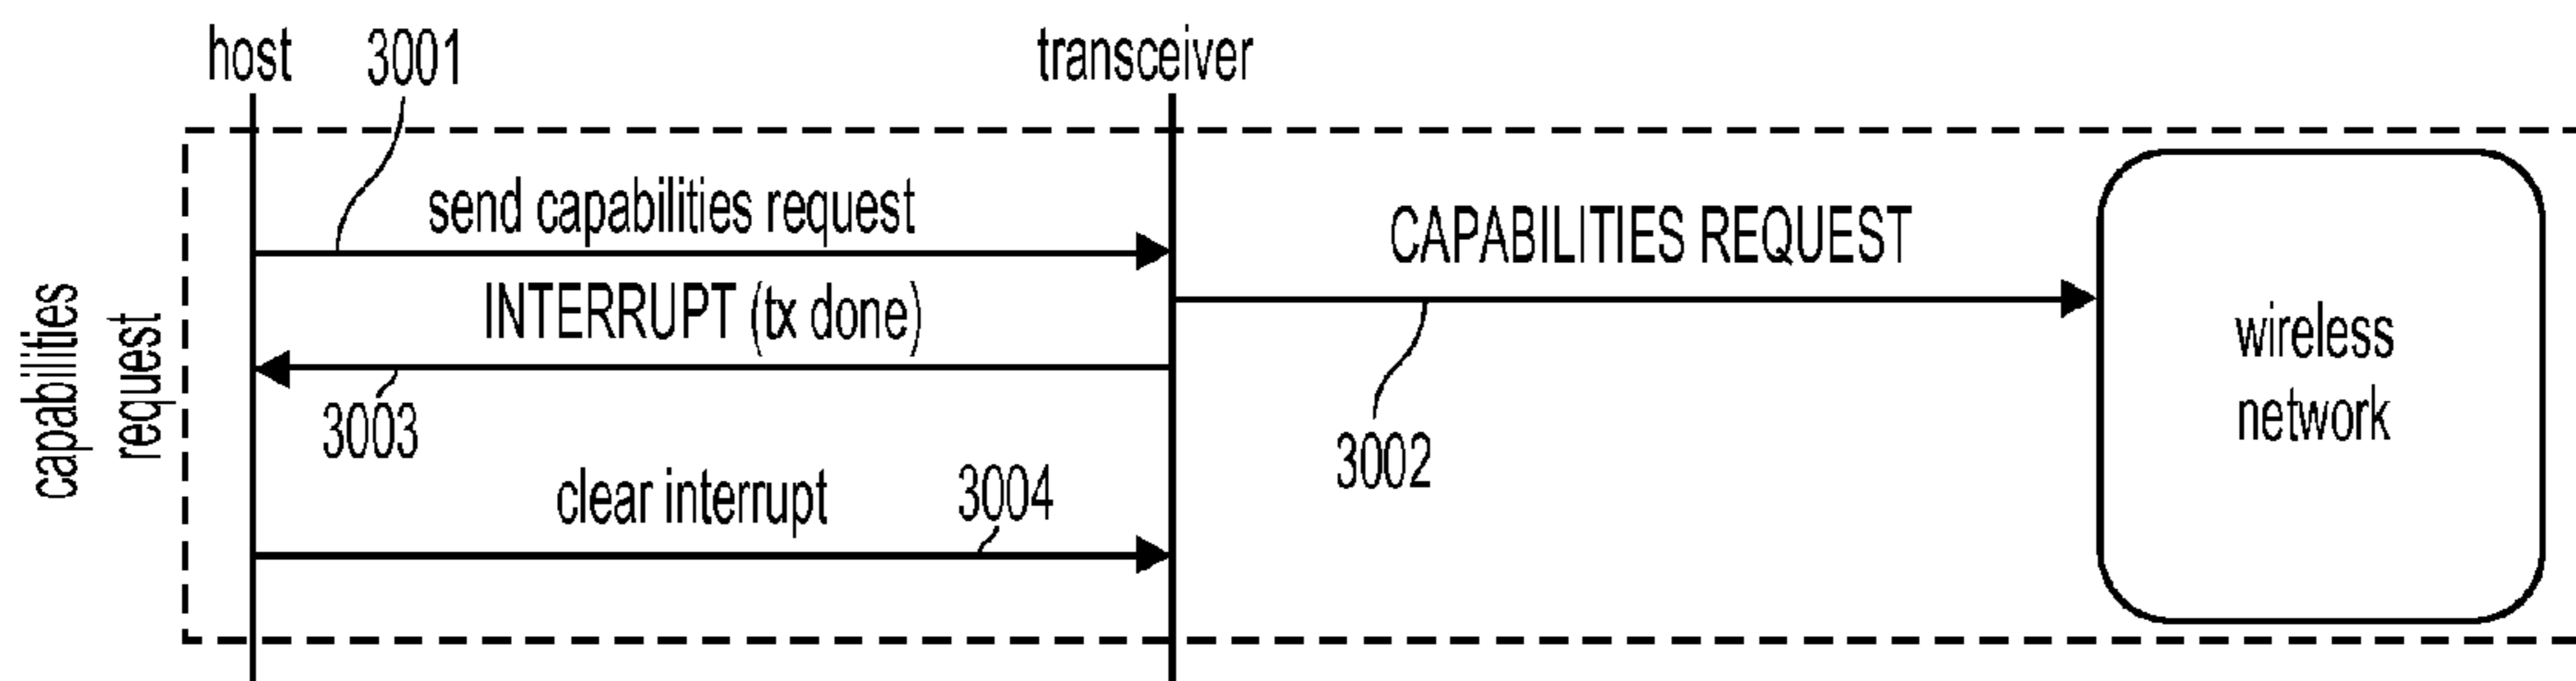 host
3001
transceiver
send capabilities request
CAPABILITIES REQUEST
INTERRUPT (tx done)
capabilities
request
wireless
network
3003
3002
clear interrupt
3004